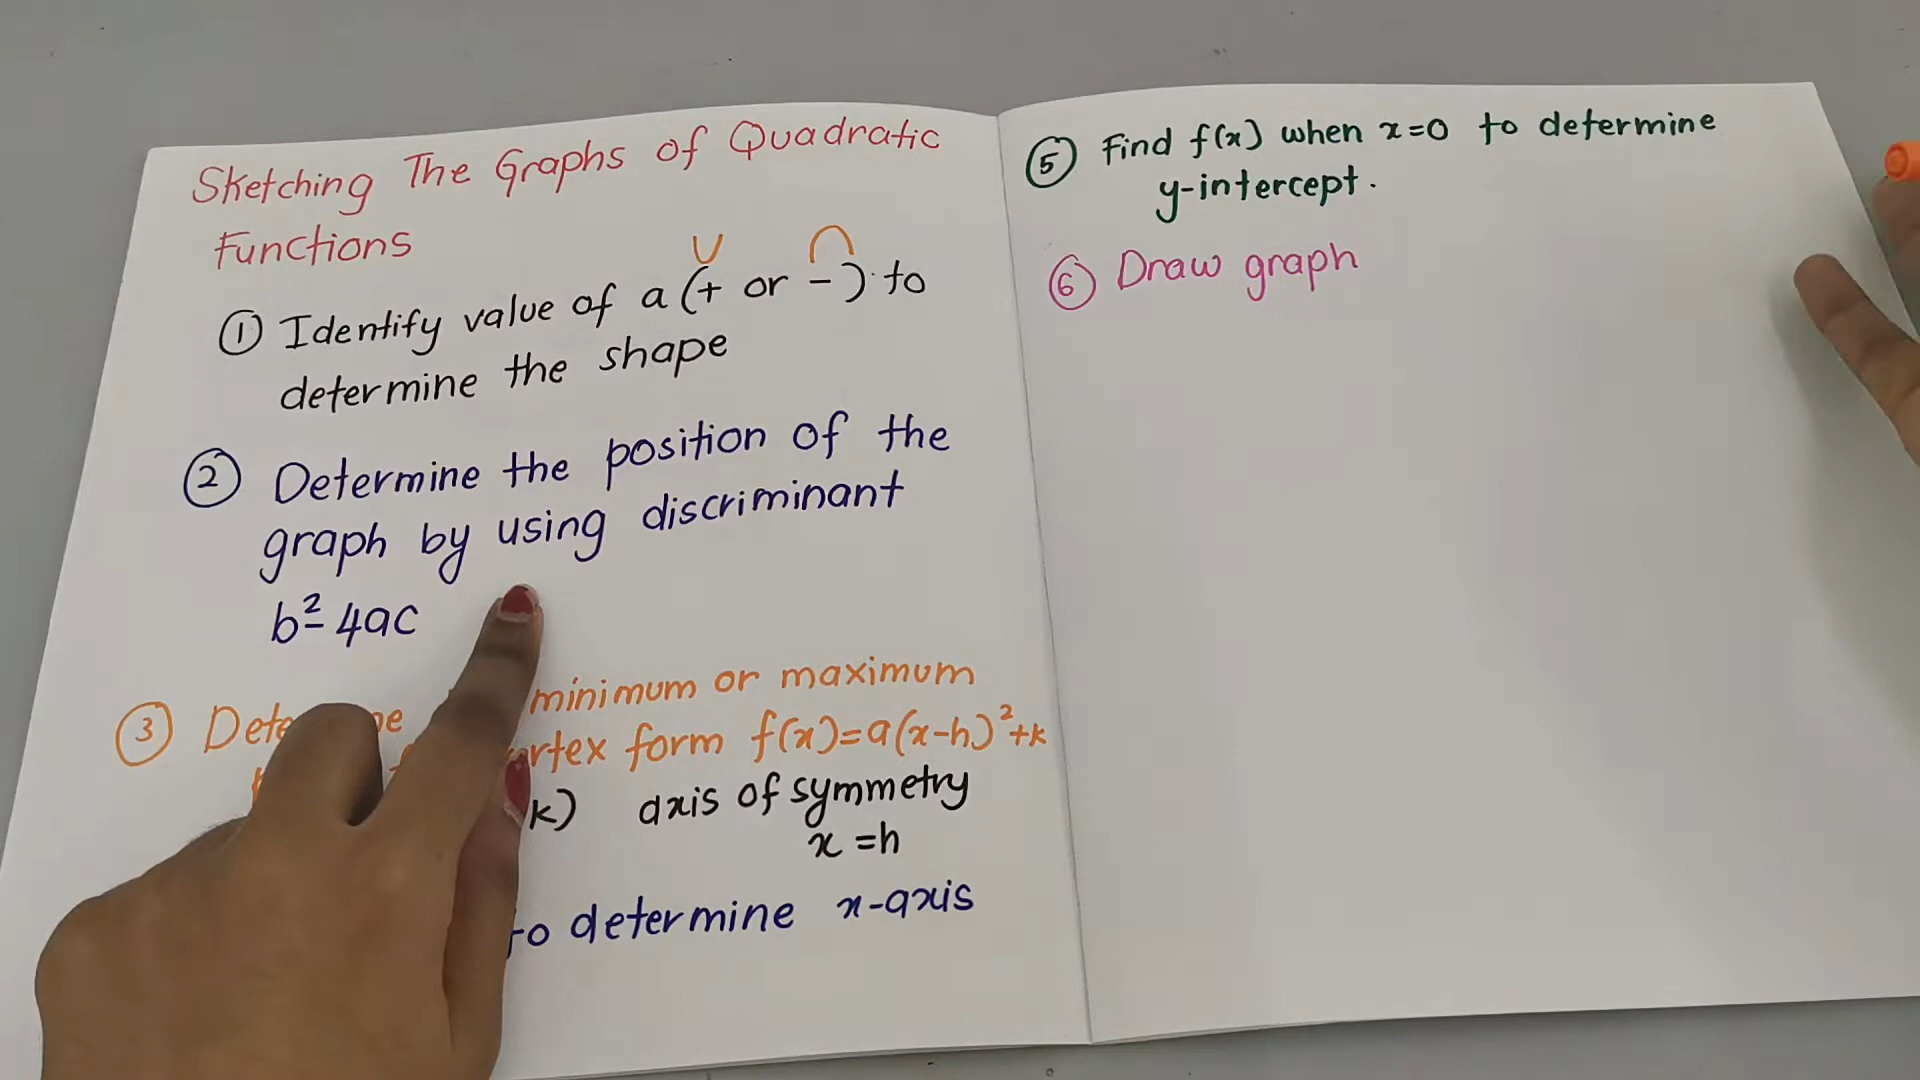 Sketching The Graphs of Quadratic
Functions
① Identify value of a (+ or -) to
determine the shape
② Determine the position of the
graph by using discriminant
b² - 4ac
③ minimum or maximum
form f(x)=a(x-h)²+k
k) axis of symmetry
x = h
to determine x-axis
⑤ Find f(x) when x=0 to determine
y-intercept.
⑥ Draw graph